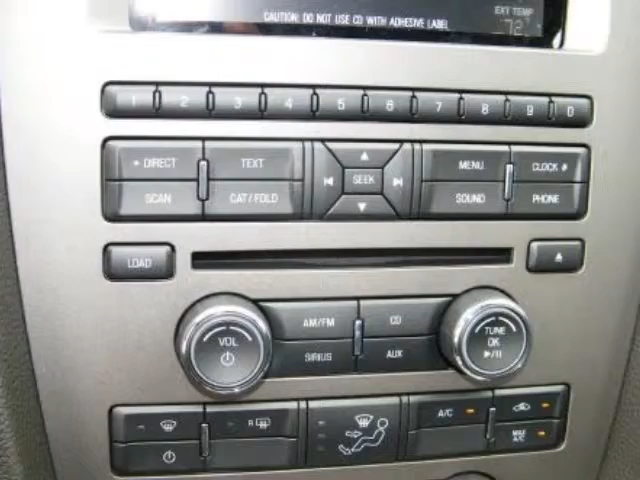 CAUTION: DO NOT USE CD WITH ADHESIVE LABEL
EXT TEMP
72
1 2 3 4 5 6 7 8 9 0
* DIRECT TEXT MENU CLOCK #
SEEK
SCAN CAT/FOLD SOUND PHONE
LOAD
AM/FM CD
VOL TUNE
OK
SIRIUS AUX
R A/C
MAX
A/C